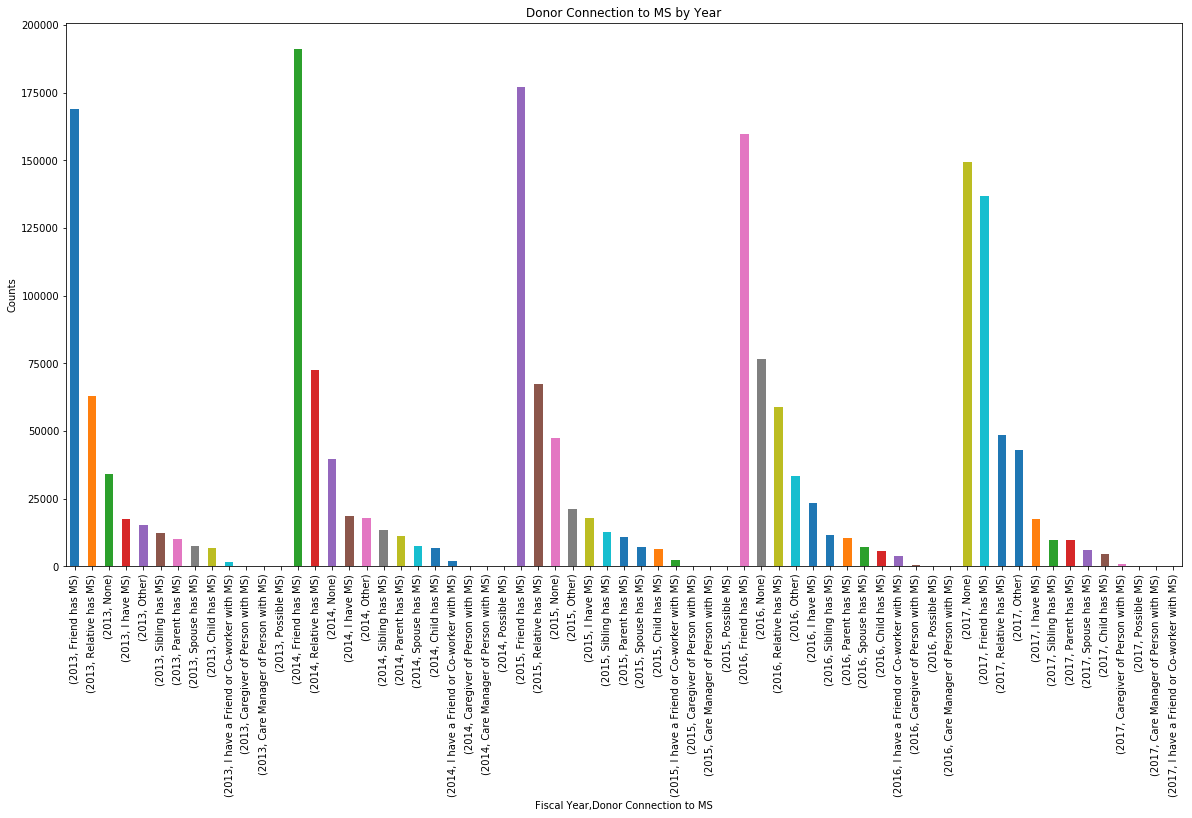 Donor Connection to MS by Year
200000
175000
150000
125000
100000
75000
50000
25000
0
Counts
(2013, Friend has MS)
(2013, Relative has MS)
(2013, None)
(2013, I have MS)
(2013, Other)
(2013, Sibling has MS)
(2013, Parent has MS)
(2013, Spouse has MS)
(2013, Child has MS)
(2013, I have a Friend or Co-worker with MS)
(2013, Caregiver of Person with MS)
(2013, Care Manager of Person with MS)
(2013, Possible MS)
(2014, Friend has MS)
(2014, Relative has MS)
(2014, None)
(2014, I have MS)
(2014, Other)
(2014, Sibling has MS)
(2014, Parent has MS)
(2014, Spouse has MS)
(2014, Child has MS)
(2014, I have a Friend or Co-worker with MS)
(2014, Caregiver of Person with MS)
(2014, Care Manager of Person with MS)
(2014, Possible MS)
(2015, Friend has MS)
(2015, Relative has MS)
(2015, None)
(2015, Other)
(2015, I have MS)
(2015, Sibling has MS)
(2015, Parent has MS)
(2015, Spouse has MS)
(2015, Child has MS)
(2015, I have a Friend or Co-worker with MS)
(2015, Caregiver of Person with MS)
(2015, Care Manager of Person with MS)
(2015, Possible MS)
(2016, Friend has MS)
(2016, None)
(2016, Relative has MS)
(2016, Other)
(2016, I have MS)
(2016, Sibling has MS)
(2016, Parent has MS)
(2016, Spouse has MS)
(2016, Child has MS)
(2016, I have a Friend or Co-worker with MS)
(2016, Caregiver of Person with MS)
(2016, Possible MS)
(2016, Care Manager of Person with MS)
(2017, None)
(2017, Friend has MS)
(2017, Relative has MS)
(2017, Other)
(2017, I have MS)
(2017, Sibling has MS)
(2017, Parent has MS)
(2017, Spouse has MS)
(2017, Child has MS)
(2017, Caregiver of Person with MS)
(2017, Possible MS)
(2017, Care Manager of Person with MS)
(2017, I have a Friend or Co-worker with MS)
Fiscal Year,Donor Connection to MS